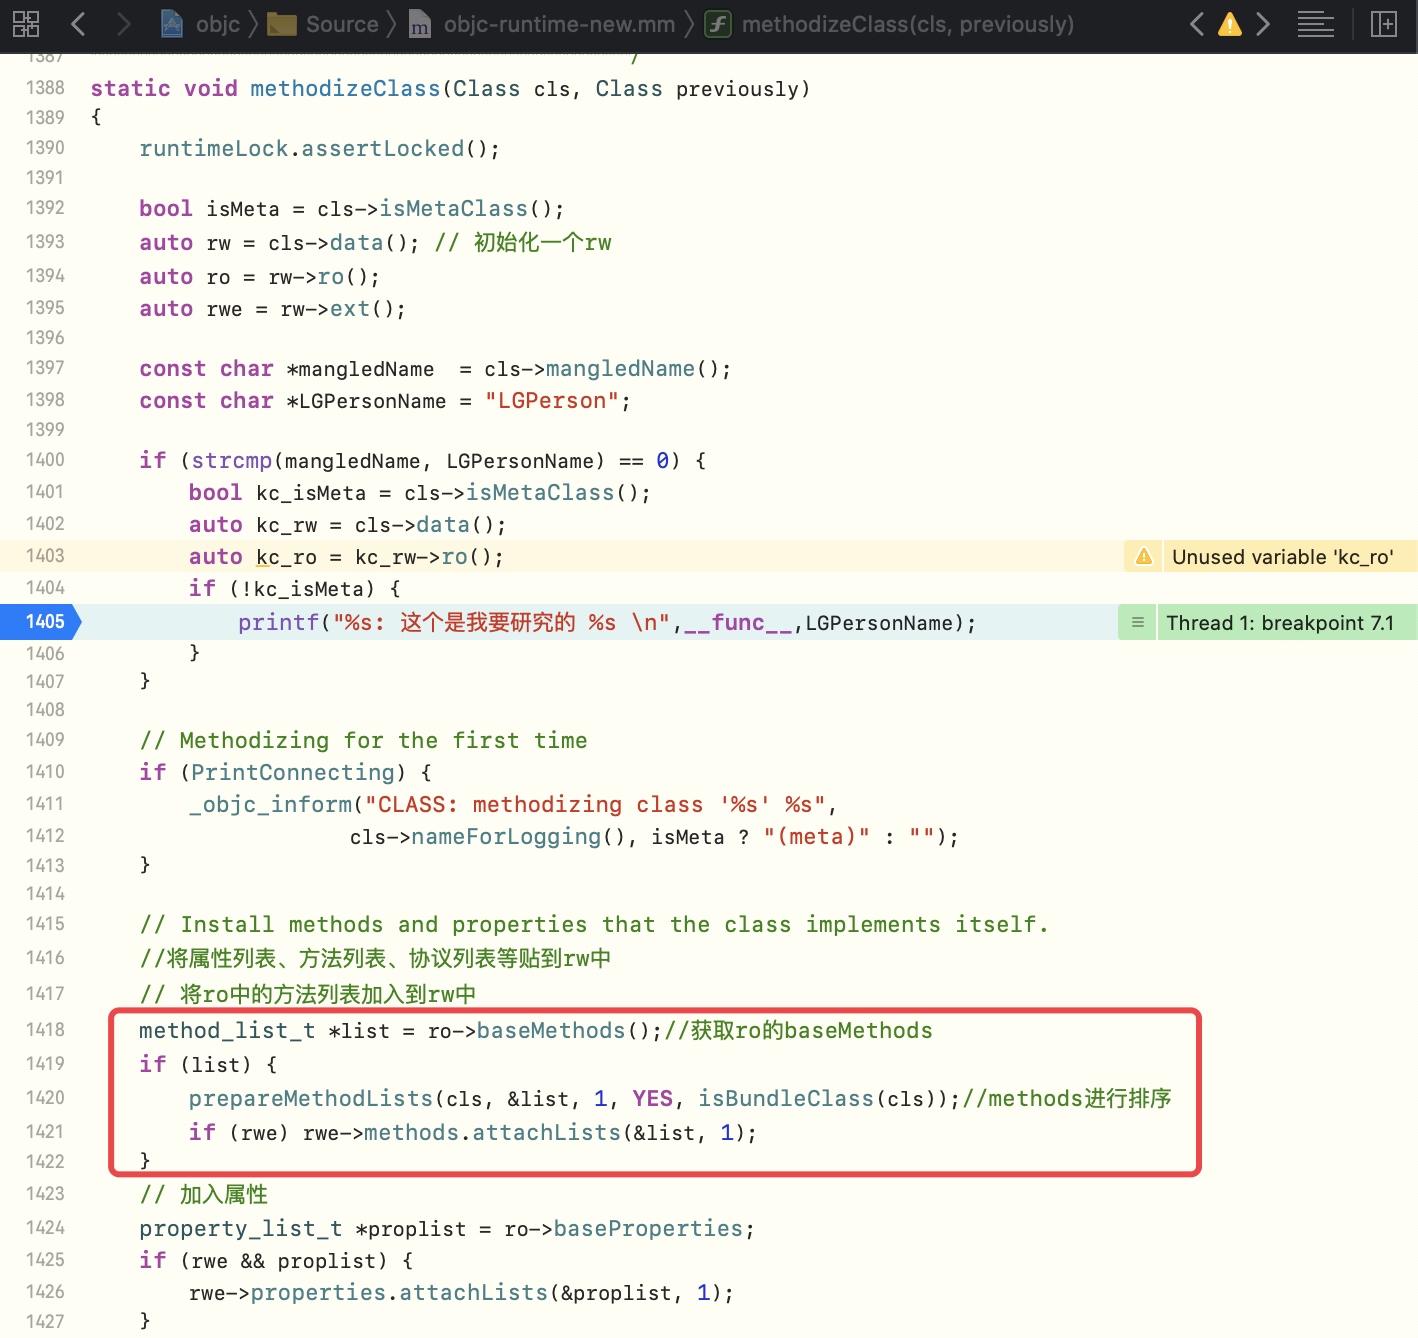 objc 〉 Source 〉 m objc-runtime-new.mm 〉 f methodizeClass(cls, previously)
1387 /
1388 static void methodizeClass(Class cls, Class previously)
1389 {
1390 runtimeLock.assertLocked();
1391
1392 bool isMeta = cls->isMetaClass();
1393 auto rw = cls->data(); // 初始化一个rw
1394 auto ro = rw->ro();
1395 auto rwe = rw->ext();
1396
1397 const char *mangledName  = cls->mangledName();
1398 const char *LGPersonName = "LGPerson";
1399
1400 if (strcmp(mangledName, LGPersonName) == 0) {
1401 bool kc_isMeta = cls->isMetaClass();
1402 auto kc_rw = cls->data();
1403 auto kc_ro = kc_rw->ro(); Unused variable 'kc_ro'
1404 if (!kc_isMeta) {
1405 printf("%s: 这个是我要研究的 %s \n",__func__,LGPersonName); Thread 1: breakpoint 7.1
1406 }
1407 }
1408
1409 // Methodizing for the first time
1410 if (PrintConnecting) {
1411 _objc_inform("CLASS: methodizing class '%s' %s",
1412 cls->nameForLogging(), isMeta ? "(meta)" : "");
1413 }
1414
1415 // Install methods and properties that the class implements itself.
1416 //将属性列表、方法列表、协议列表等贴到rw中
1417 // 将ro中的方法列表加入到rw中
1418 method_list_t *list = ro->baseMethods();//获取ro的baseMethods
1419 if (list) {
1420 prepareMethodLists(cls, &list, 1, YES, isBundleClass(cls));//methods进行排序
1421 if (rwe) rwe->methods.attachLists(&list, 1);
1422 }
1423 // 加入属性
1424 property_list_t *proplist = ro->baseProperties;
1425 if (rwe && proplist) {
1426 rwe->properties.attachLists(&proplist, 1);
1427 }